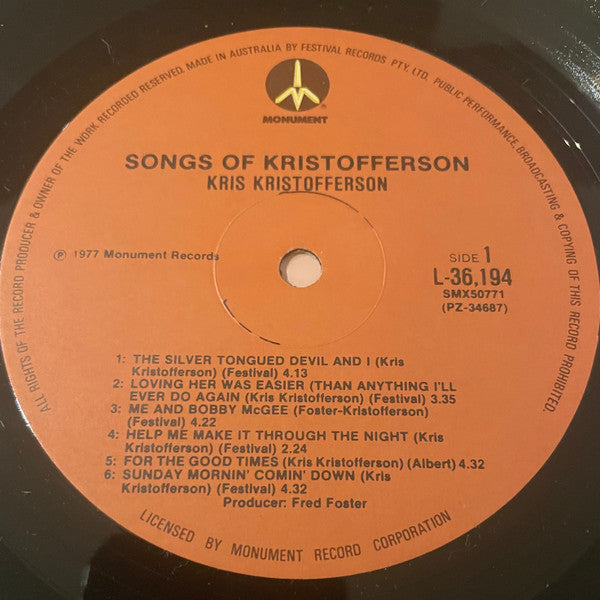 ALL RIGHTS OF THE RECORD PRODUCER & OWNER OF THE WORK RECORDED RESERVED. MADE IN AUSTRALIA BY FESTIVAL RECORDS PTY. LTD. PUBLIC PERFORMANCE, BROADCASTING & COPYING OF THIS RECORD PROHIBITED.
MONUMENT®
SONGS OF KRISTOFFERSON
KRIS KRISTOFFERSON
℗ 1977 Monument Records
SIDE 1
L-36,194
SMX50771
(PZ-34687)
1: THE SILVER TONGUED DEVIL AND I (Kris
Kristofferson) (Festival) 4.13
2: LOVING HER WAS EASIER (THAN ANYTHING I'LL
EVER DO AGAIN (Kris Kristofferson) (Festival) 3.35
3: ME AND BOBBY McGEE (Foster-Kristofferson)
(Festival) 4.22
4: HELP ME MAKE IT THROUGH THE NIGHT (Kris
Kristofferson) (Festival) 2.24
5: FOR THE GOOD TIMES (Kris Kristofferson) (Albert) 4.32
6: SUNDAY MORNIN' COMIN' DOWN (Kris
Kristofferson) (Festival) 4.32
Producer: Fred Foster
LICENSED BY MONUMENT RECORD CORPORATION